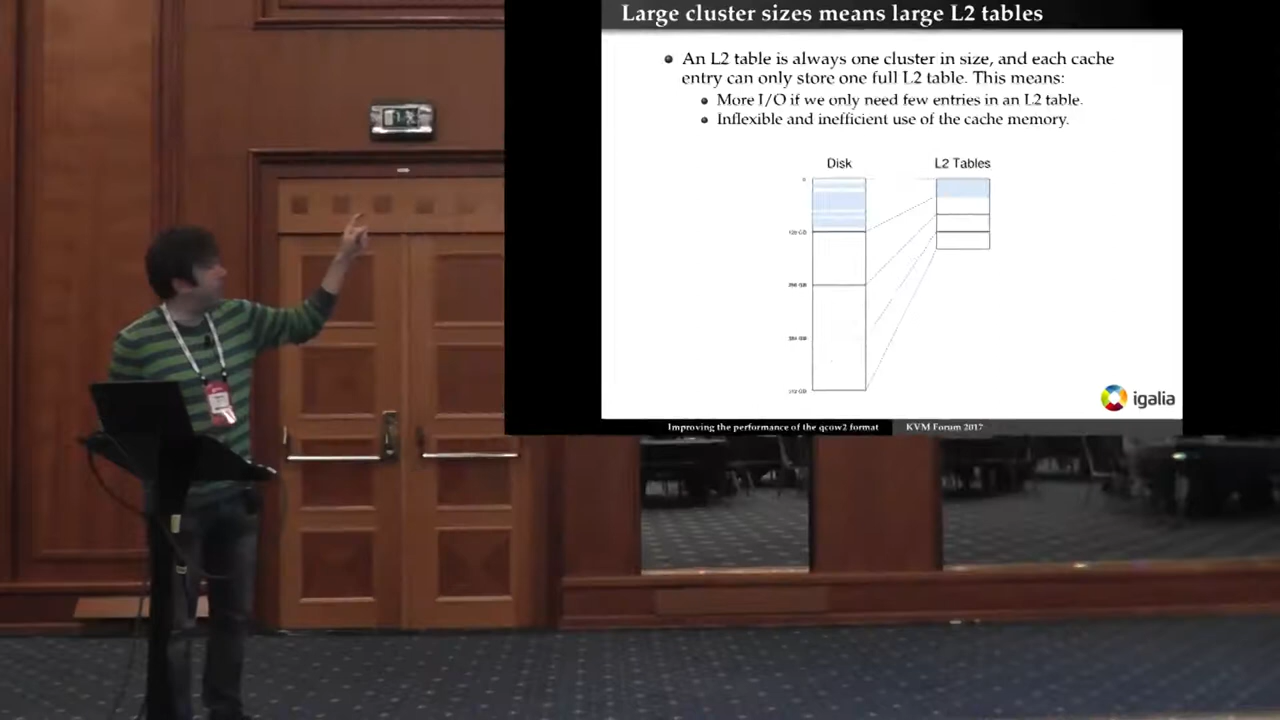 Large cluster sizes means large L2 tables
An L2 table is always one cluster in size, and each cache
entry can only store one full L2 table. This means:
More I/O if we only need few entries in an L2 table.
Inflexible and inefficient use of the cache memory.
Disk
L2 Tables
igalia
Improving the performance of the qcow2 format
KVM Forum 2017